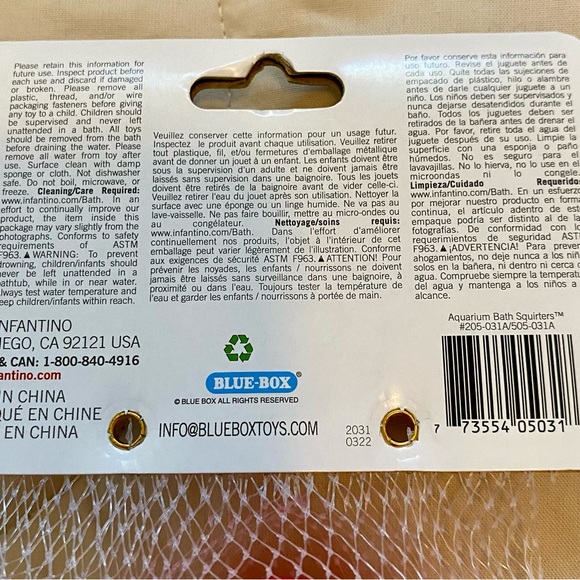 Please retain this information for
future use. Inspect product before
each use and discard if damaged
or broken. Please remove all
plastic, thread, and/or wire
packaging fasteners before giving
any toy to a child. Children should
be supervised and never left
unattended in a bath. All toys
should be removed from the bath
before draining the water. Please
remove all water from toy after
use. Surface clean with damp
sponge or cloth. Not dishwasher
safe. Do not boil, microwave, or
freeze. Cleaning/Care Required:
www.infantino.com/Bath. In an
effort to continually improve our
product, the item inside this
package may vary slightly from the
photographs. Conforms to safety
requirements of ASTM
F963. ▲WARNING: To prevent
drowning, children/infants should
never be left unattended in a
bathtub, while in or near water.
Always test water temperature and
keep children/infants within reach.
Veuillez conserver cette information pour un usage futur.
Inspectez le produit avant chaque utilisation. Veuillez retirer
tout plastique, fil, et/ou fermetures d'emballage métallique
avant de donner un jouet à un enfant. Les enfants doivent être
sous la supervision d'un adulte et ne doivent jamais être
laissés sans supervision dans une baignoire. Tous les jouets
doivent être retirés de la baignoire avant de vider celle-ci.
Veuillez retirer l'eau du jouet après son utilisation. Nettoyer la
surface avec une éponge ou un linge humide. Ne va pas au
lave-vaisselle. Ne pas faire bouillir, mettre au micro-ondes ou
au congélateur. Nettoyage/soins requis:
www.infantino.com/Bath. Dans l'effort d'améliorer
continuellement nos produits, l'objet à l'intérieur de cet
emballage peut varier légèrement de l'illustration. Conforme
aux exigences de sécurité ASTM F963. ▲ATTENTION! Pour
prévenir les noyades, les enfants / nourrissons ne doivent
jamais être laissés sans surveillance dans une baignoire, à
proximité ou dans l'eau. Toujours tester la température de
l'eau et garder les enfants / nourrissons à portée de main.
Por favor conserve esta información para
uso futuro. Revise el juguete antes de
cada uso. Quite todas las sujeciones de
empacado de plástico, hilo o alambre
antes de darle cualquier juguete a un
niño. Los niños deben ser supervisados y
nunca dejarse desatendidos durante el
baño. Todos los juguetes deben ser
retirados de la bañera antes de drenar el
agua. Por favor, retire toda el agua del
juguete después de su uso. Limpie la
superficie con una esponja o paño
húmedos. No es seguro para el
lavavajillas. No lo hierva, no lo use en el
microondas ni lo congele.
Limpieza/Cuidado Requeridos
www.infantino.com/Bath. En un esfuerzo
por mejorar nuestro producto en forma
continua, el artículo adentro de este
empaque podría ser distinto al de las
fotografías. De conformidad con los
requerimientos de seguridad ASTM
F963. ▲¡ADVERTENCIA! Para prevenir
ahogamientos, no deje nunca a los niños
solos en la bañera, ni dentro ni cerca del
agua. Compruebe siempre la temperatura
del agua y mantenga a los niños a su
alcance.
INFANTINO
IEGO, CA 92121 USA
& CAN: 1-800-840-4916
fantino.com
IN CHINA
QUÉ EN CHINE
EN CHINA
BLUE-BOX
© BLUE BOX ALL RIGHTS RESERVED
INFO@BLUEBOXTOYS.COM
2031
0322
Aquarium Bath Squirters™
#205-031A/505-031A
7 73554 05031